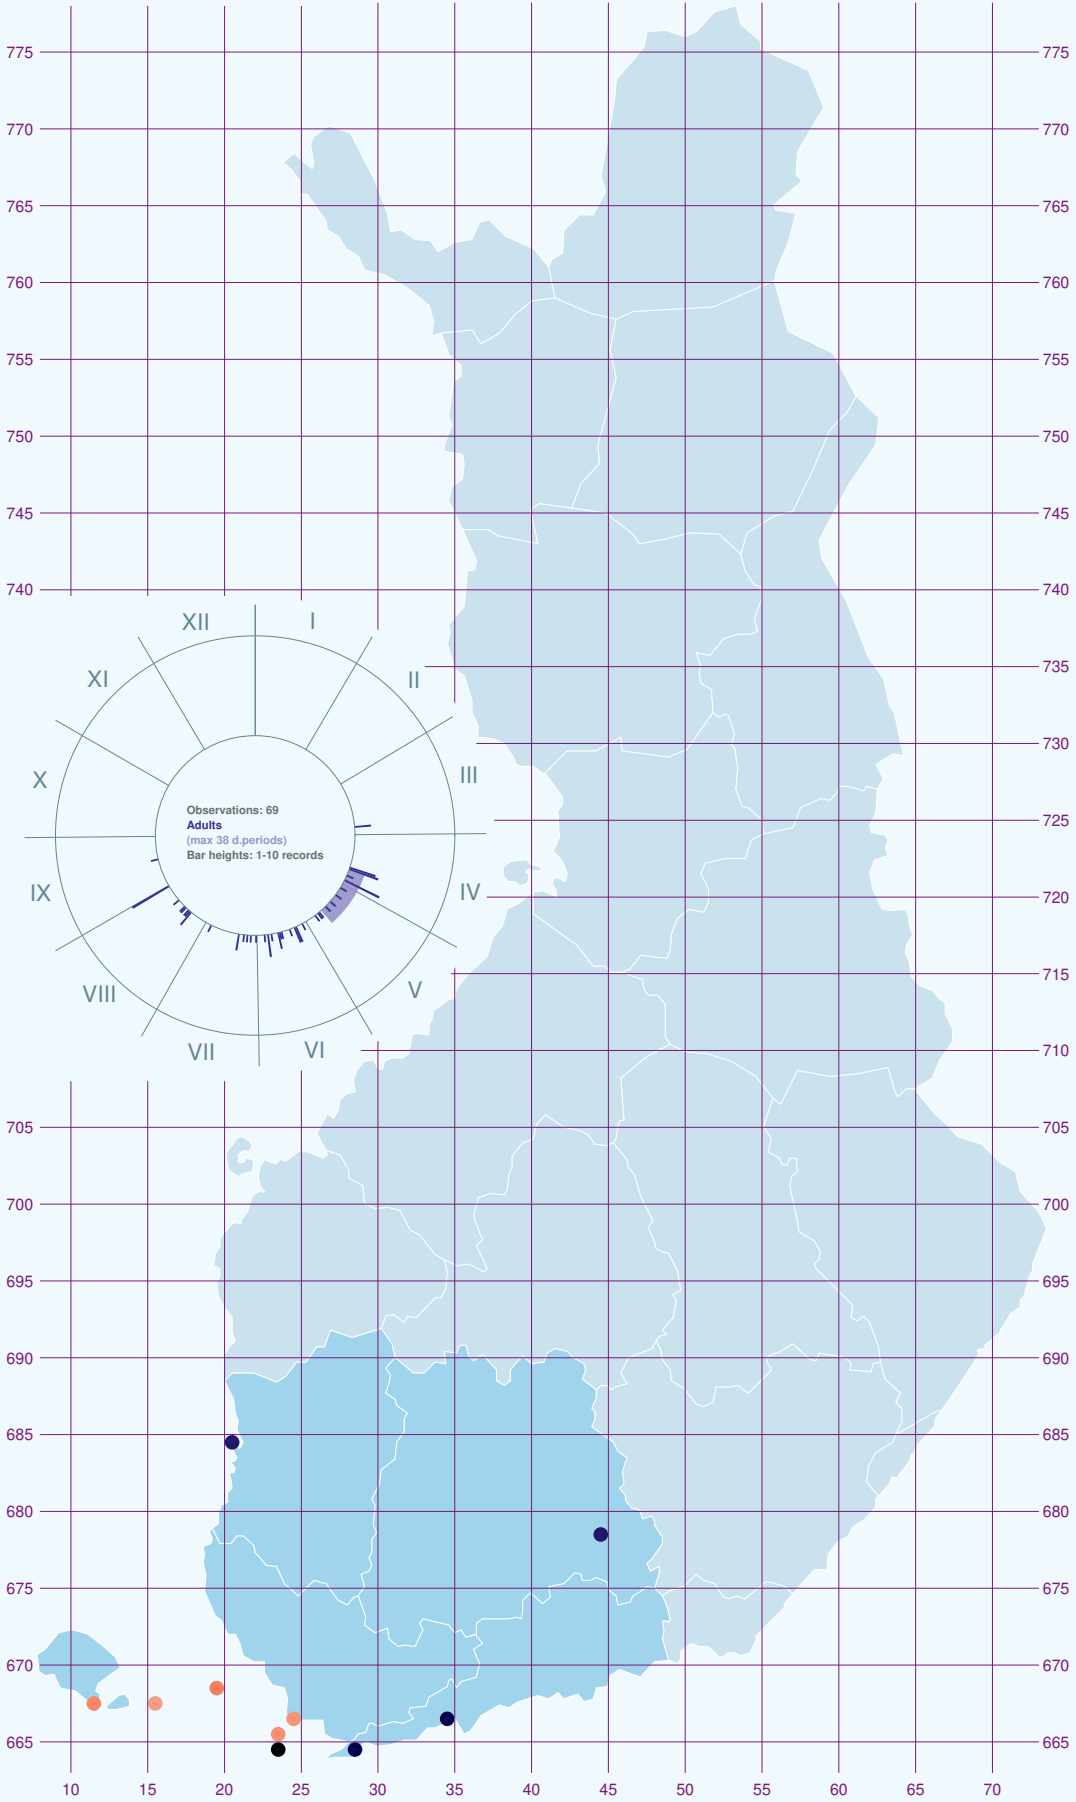 775 775
770 770
765 765
760 760
755 755
750 750
745 745
740 740
XII I
735
XI II
730
X III
725
Observations: 69
Adults
(max 38 d.periods)
Bar heights: 1-10 records
IX IV
720
VIII V
715
VII VI
710
705 705
700 700
695 695
690 690
685 685
680 680
675 675
670 670
665 665
10 15 20 25 30 35 40 45 50 55 60 65 70